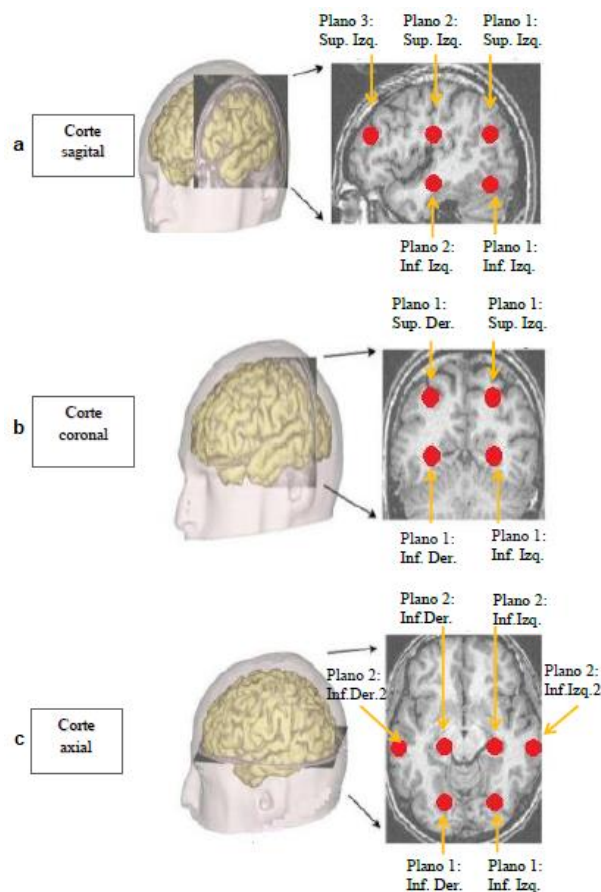 Plano 3:
Sup. Izq.
Plano 2:
Sup. Izq.
Plano 1:
Sup. Izq.
a
Corte
sagital
Plano 2:
Inf. Izq.
Plano 1:
Inf. Izq.
Plano 1:
Sup. Der.
Plano 1:
Sup. Izq.
b
Corte
coronal
Plano 1:
Inf. Der.
Plano 1:
Inf. Izq.
Plano 2:
Inf.Der.
Plano 2:
Inf.Izq.
Plano 2:
Inf.Der.2
Plano 2:
Inf.Izq.2
c
Corte
axial
Plano 1:
Inf. Der.
Plano 1:
Inf. Izq.